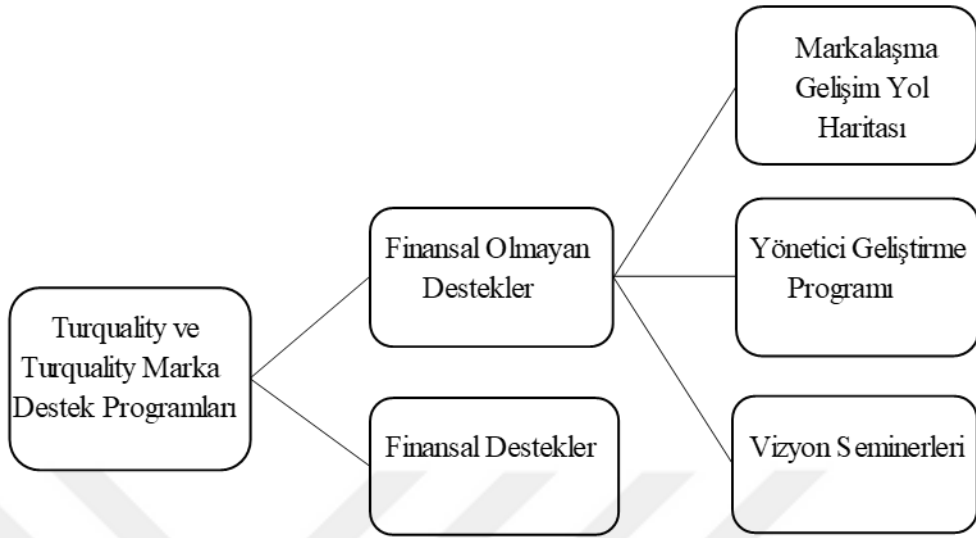 Turquality ve
Turquality Marka
Destek Programları
Finansal Olmayan
Destekler
Finansal Destekler
Markalaşma
Gelişim Yol
Haritası
Yönetici Geliştirme
Programı
Vizyon Seminerleri